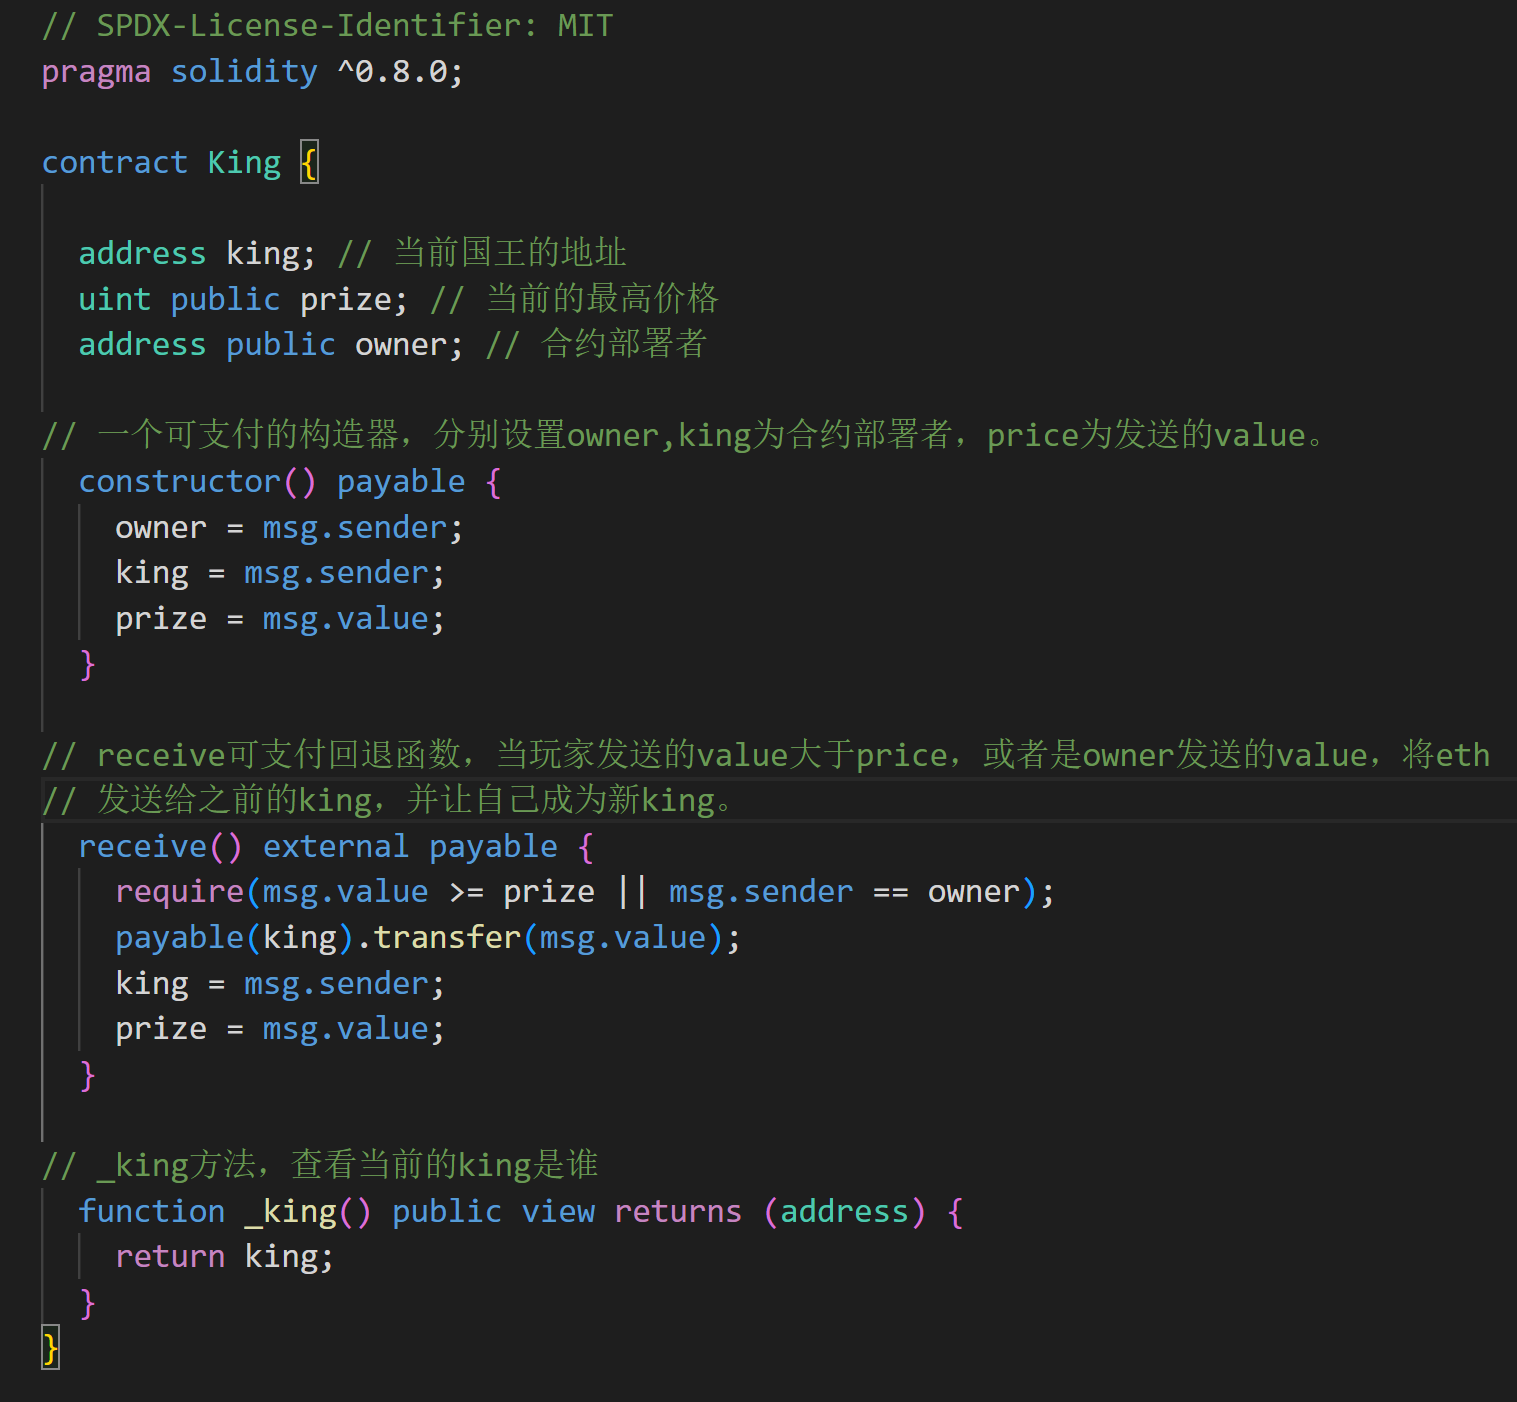 // SPDX-License-Identifier: MIT
pragma solidity ^0.8.0;
contract King {
address king; // 当前国王的地址
uint public prize; // 当前的最高价格
address public owner; // 合约部署者
// 一个可支付的构造器，分别设置owner,king为合约部署者，price为发送的value。
constructor() payable {
owner = msg.sender;
king = msg.sender;
prize = msg.value;
}
// receive可支付回退函数，当玩家发送的value大于price，或者是owner发送的value，将eth
// 发送给之前的king，并让自己成为新king。
receive() external payable {
require(msg.value >= prize || msg.sender == owner);
payable(king).transfer(msg.value);
king = msg.sender;
prize = msg.value;
}
// _king方法，查看当前的king是谁
function _king() public view returns (address) {
return king;
}
}